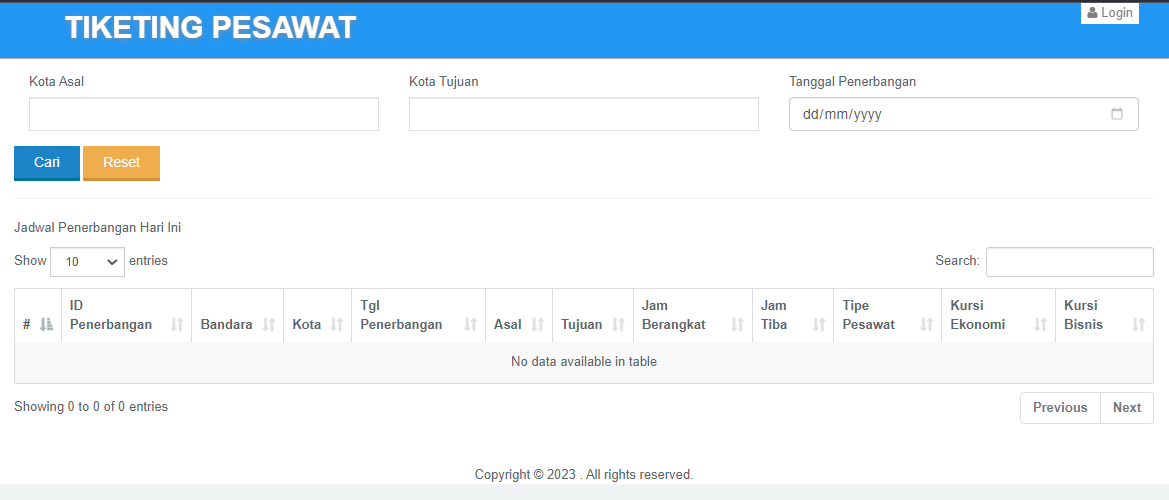 TIKETING PESAWAT
Login
Kota Asal
Kota Tujuan
Tanggal Penerbangan
dd/mm/yyyy
Cari
Reset
Jadwal Penerbangan Hari Ini
Show 10 entries
Search:
#
ID Penerbangan
Bandara
Kota
Tgl Penerbangan
Asal
Tujuan
Jam Berangkat
Jam Tiba
Tipe Pesawat
Kursi Ekonomi
Kursi Bisnis
No data available in table
Showing 0 to 0 of 0 entries
Previous
Next
Copyright © 2023 . All rights reserved.